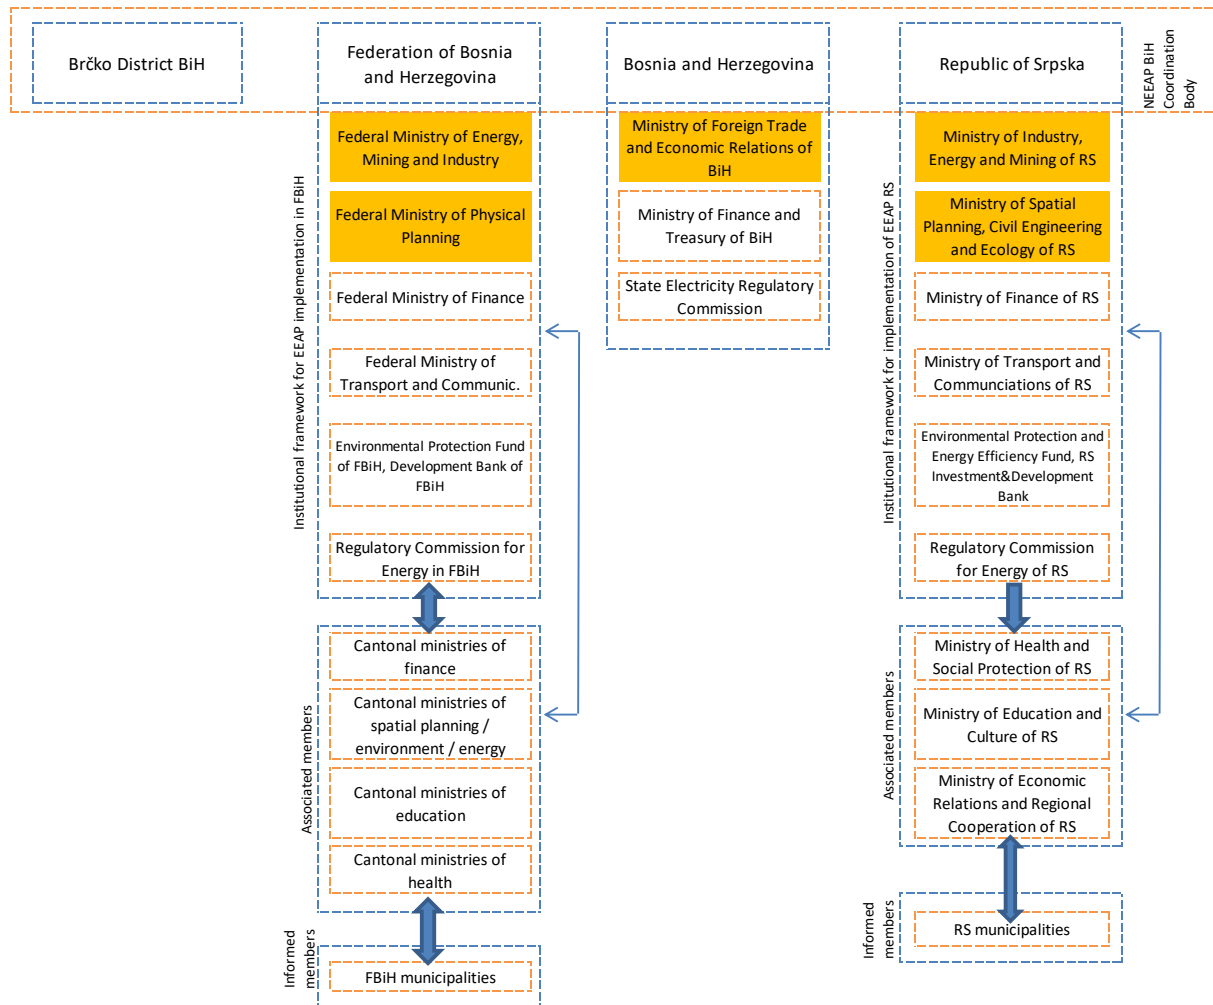 Brčko District BiH
Federation of Bosnia
and Herzegovina
Bosnia and Herzegovina
Republic of Srpska
NEEAP BiH
Coordination
Body
Institutional framework for EEAP implementation in FBiH
Federal Ministry of Energy,
Mining and Industry
Federal Ministry of Physical
Planning
Federal Ministry of Finance
Federal Ministry of
Transport and Communic.
Environmental Protection Fund
of FBiH, Development Bank of
FBiH
Regulatory Commission for
Energy in FBiH
Ministry of Foreign Trade
and Economic Relations of
BiH
Ministry of Finance and
Treasury of BiH
State Electricity Regulatory
Commission
Institutional framework for implementation of EEAP RS
Ministry of Industry,
Energy and Mining of RS
Ministry of Spatial
Planning, Civil Engineering
and Ecology of RS
Ministry of Finance of RS
Ministry of Transport and
Communciations of RS
Environmental Protection and
Energy Efficiency Fund, RS
Investment&Development
Bank
Regulatory Commission
for Energy of RS
Associated members
Cantonal ministries of
finance
Cantonal ministries of
spatial planning /
environment / energy
Cantonal ministries of
education
Cantonal ministries of
health
Associated members
Ministry of Health and
Social Protection of RS
Ministry of Education and
Culture of RS
Ministry of Economic
Relations and Regional
Cooperation of RS
Informed
members
FBiH municipalities
Informed
members
RS municipalities